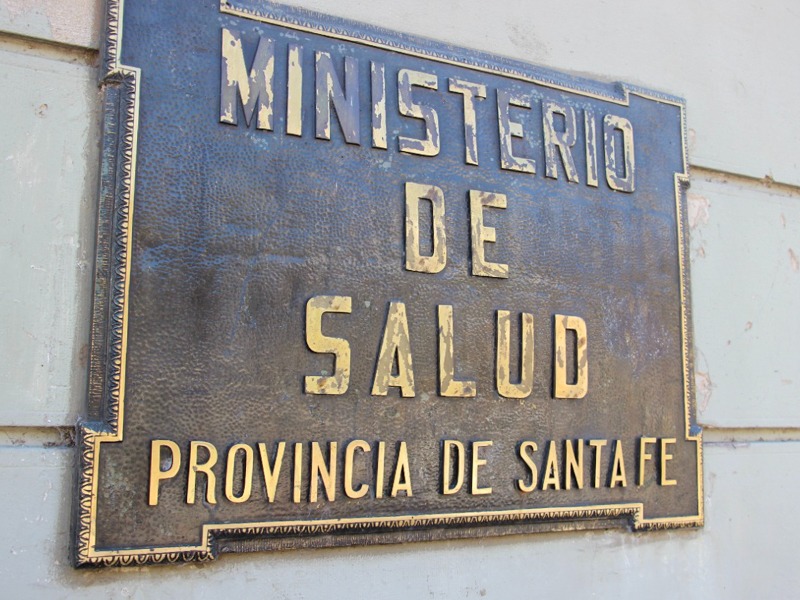 MINISTERIO
DE
SALUD
PROVINCIA DE SANTA FE